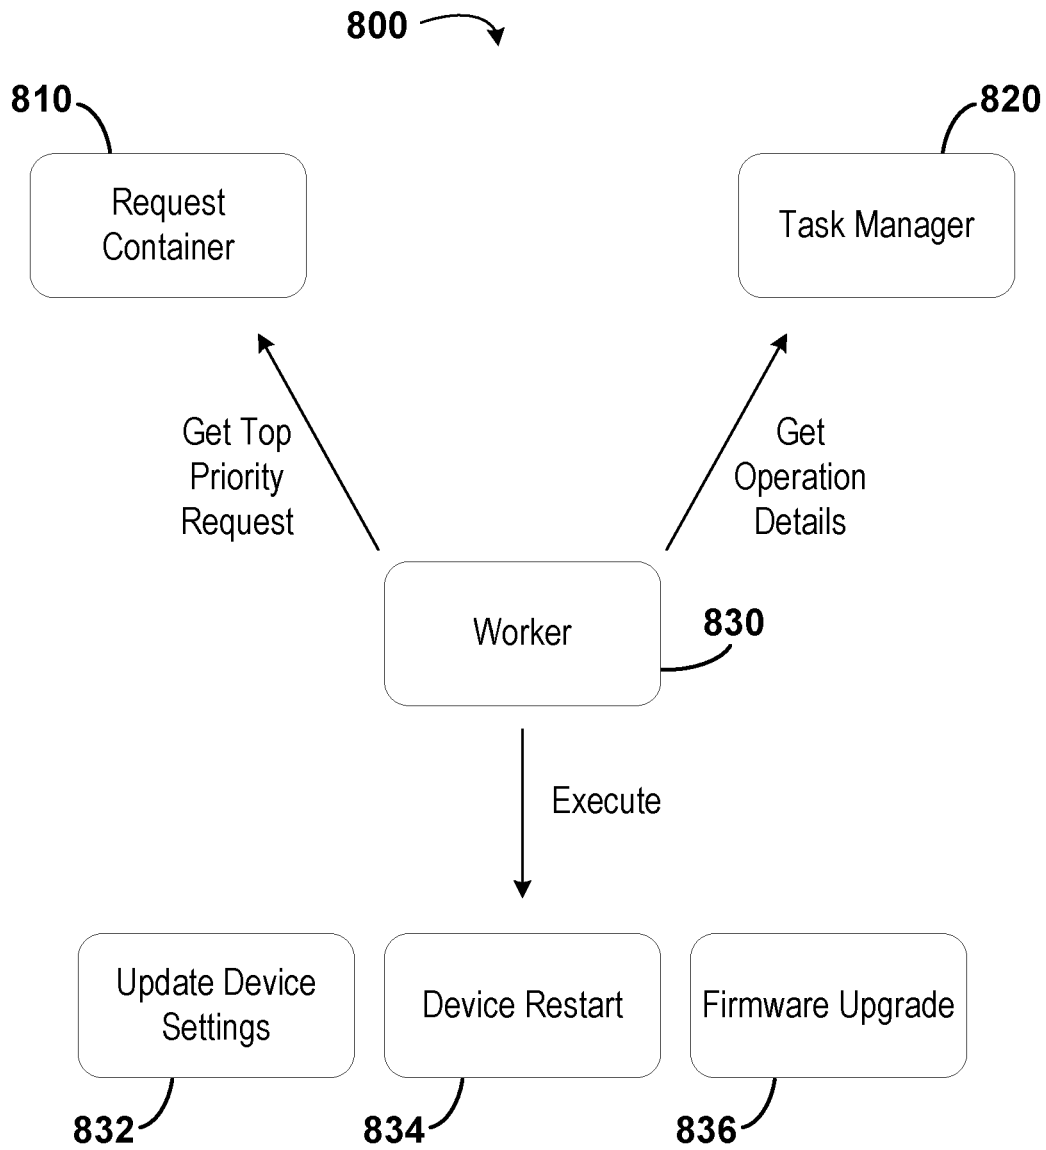 800
810
820
Request
Container
Task Manager
Get Top
Priority
Request
Get
Operation
Details
Worker
830
Execute
Update Device
Settings
Device Restart
Firmware Upgrade
832
834
836